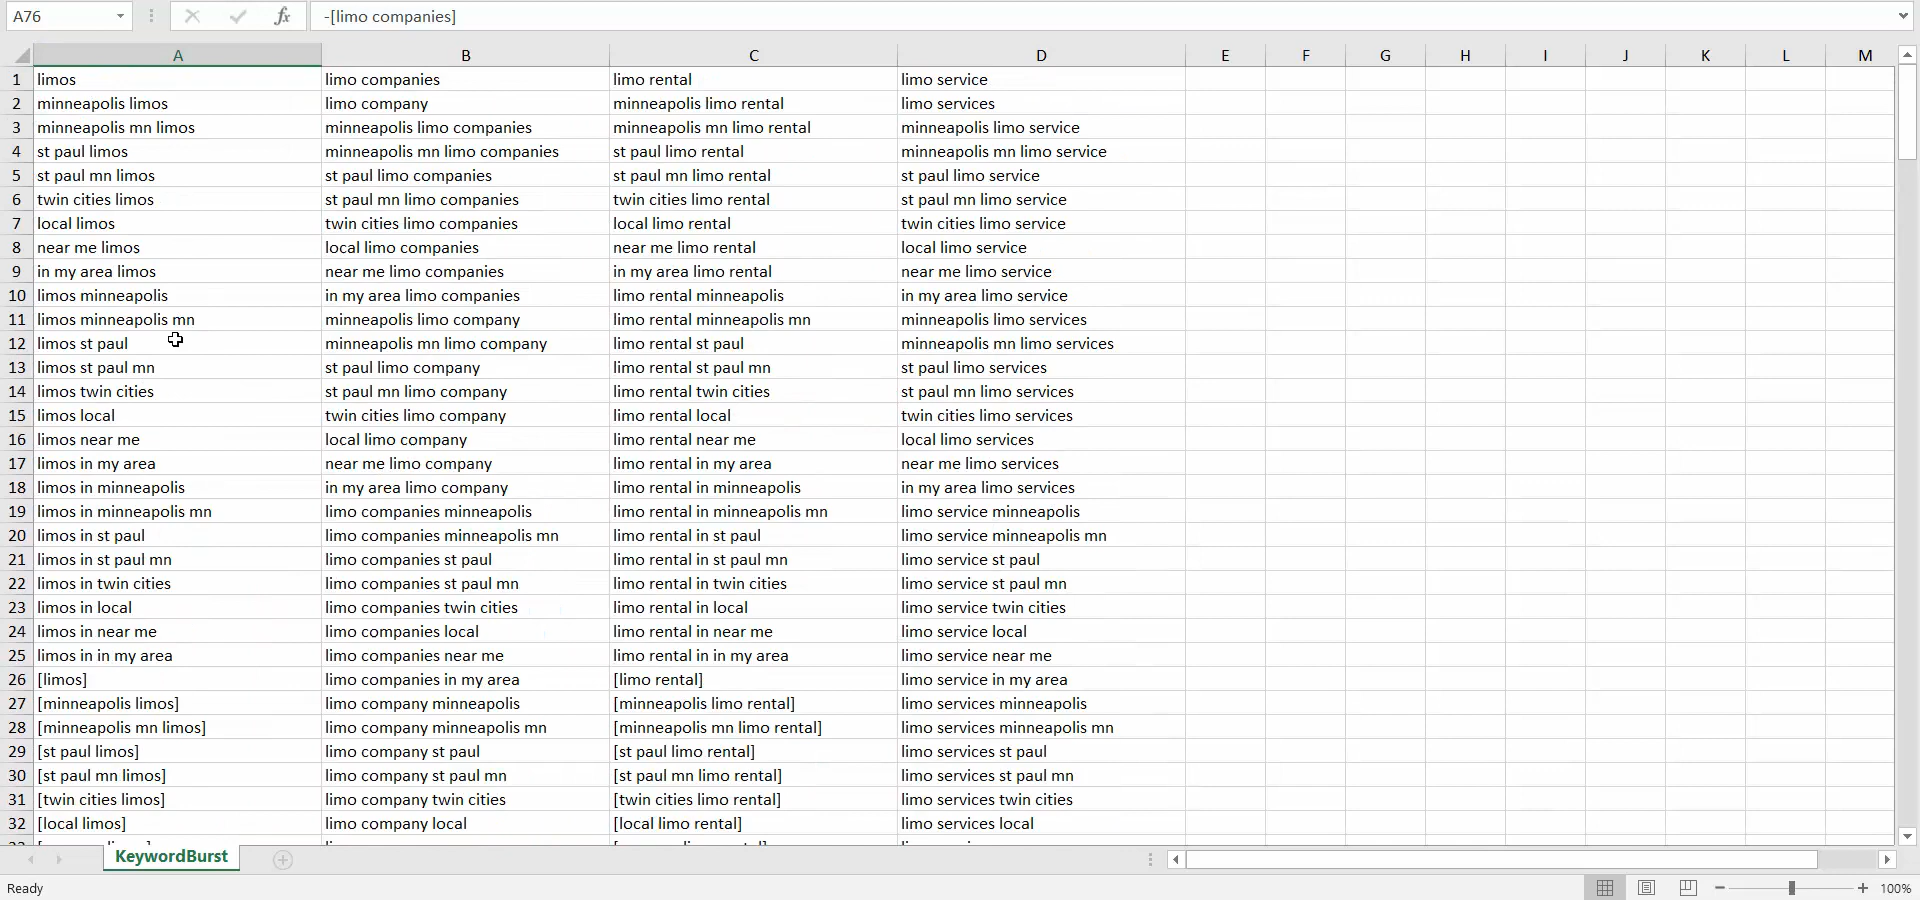 A76 fx -[limo companies]
A B C D E F G H I J K L M
1 limos limo companies limo rental limo service
2 minneapolis limos limo company minneapolis limo rental limo services
3 minneapolis mn limos minneapolis limo companies minneapolis mn limo rental minneapolis limo service
4 st paul limos minneapolis mn limo companies st paul limo rental minneapolis mn limo service
5 st paul mn limos st paul limo companies st paul mn limo rental st paul limo service
6 twin cities limos st paul mn limo companies twin cities limo rental st paul mn limo service
7 local limos twin cities limo companies local limo rental twin cities limo service
8 near me limos local limo companies near me limo rental local limo service
9 in my area limos near me limo companies in my area limo rental near me limo service
10 limos minneapolis in my area limo companies limo rental minneapolis in my area limo service
11 limos minneapolis mn minneapolis limo company limo rental minneapolis mn minneapolis limo services
12 limos st paul minneapolis mn limo company limo rental st paul minneapolis mn limo services
13 limos st paul mn st paul limo company limo rental st paul mn st paul limo services
14 limos twin cities st paul mn limo company limo rental twin cities st paul mn limo services
15 limos local twin cities limo company limo rental local twin cities limo services
16 limos near me local limo company limo rental near me local limo services
17 limos in my area near me limo company limo rental in my area near me limo services
18 limos in minneapolis in my area limo company limo rental in minneapolis in my area limo services
19 limos in minneapolis mn limo companies minneapolis limo rental in minneapolis mn limo service minneapolis
20 limos in st paul limo companies minneapolis mn limo rental in st paul limo service minneapolis mn
21 limos in st paul mn limo companies st paul limo rental in st paul mn limo service st paul
22 limos in twin cities limo companies st paul mn limo rental in twin cities limo service st paul mn
23 limos in local limo companies twin cities limo rental in local limo service twin cities
24 limos in near me limo companies local limo rental in near me limo service local
25 limos in in my area limo companies near me limo rental in in my area limo service near me
26 [limos] limo companies in my area [limo rental] limo service in my area
27 [minneapolis limos] limo company minneapolis [minneapolis limo rental] limo services minneapolis
28 [minneapolis mn limos] limo company minneapolis mn [minneapolis mn limo rental] limo services minneapolis mn
29 [st paul limos] limo company st paul [st paul limo rental] limo services st paul
30 [st paul mn limos] limo company st paul mn [st paul mn limo rental] limo services st paul mn
31 [twin cities limos] limo company twin cities [twin cities limo rental] limo services twin cities
32 [local limos] limo company local [local limo rental] limo services local
KeywordBurst
Ready 100%